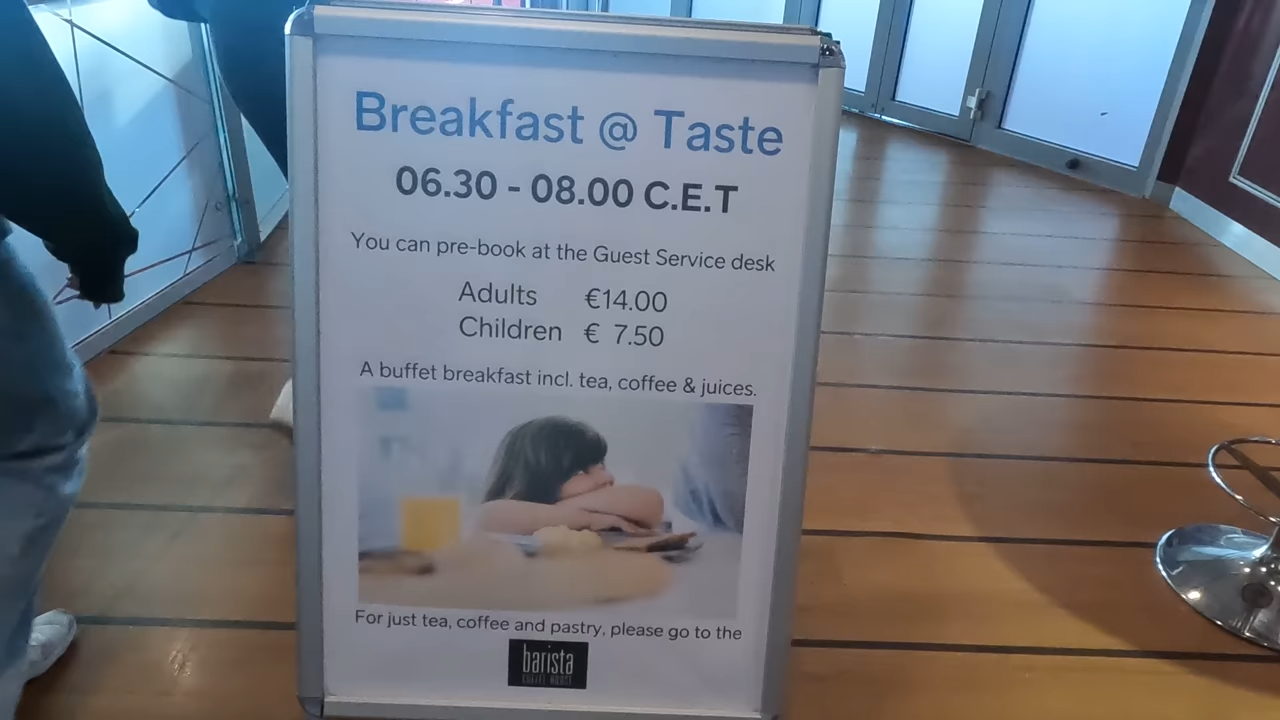 Breakfast @ Taste
06.30 - 08.00 C.E.T
You can pre-book at the Guest Service desk
Adults €14.00
Children € 7.50
A buffet breakfast incl. tea, coffee & juices.
For just tea, coffee and pastry, please go to the
barista
COFFEE HOUSE